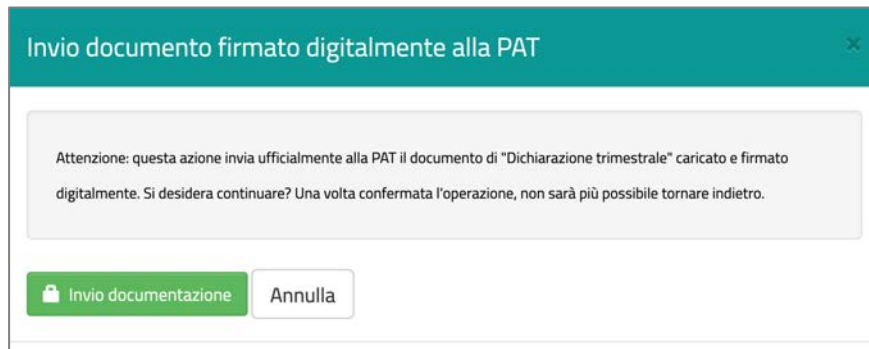 Invio documento firmato digitalmente alla PAT
×
Attenzione: questa azione invia ufficialmente alla PAT il documento di "Dichiarazione trimestrale" caricato e firmato
digitalmente. Si desidera continuare? Una volta confermata l'operazione, non sarà più possibile tornare indietro.
Invio documentazione Annulla